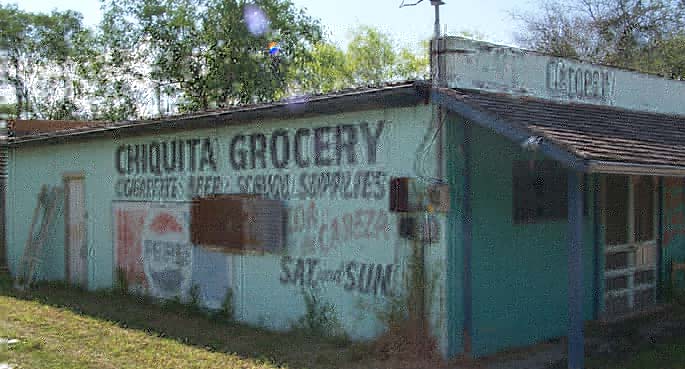 CHIQUITA GROCERY
CIGARETTES BEER SCHOOL SUPPLIES
CABEZA
SAT. and SUN.
GROCERY